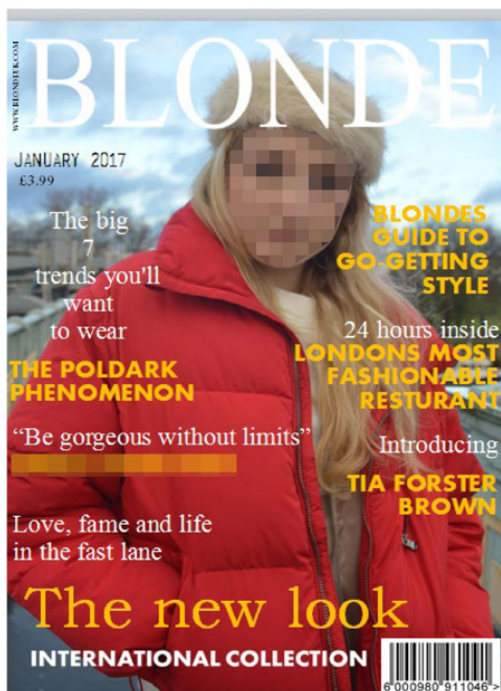 WWW.BLONDEUK.COM
BLONDE
JANUARY 2017
£3.99
The big
7
trends you'll
want
to wear
THE POLDARK
PHENOMENON
“Be gorgeous without limits”
Love, fame and life
in the fast lane
BLONDES
GUIDE TO
GO-GETTING
STYLE
24 hours inside
LONDONS MOST
FASHIONABLE
RESTURANT
Introducing
TIA FORSTER
BROWN
The new look
INTERNATIONAL COLLECTION
6 000980 911046 >